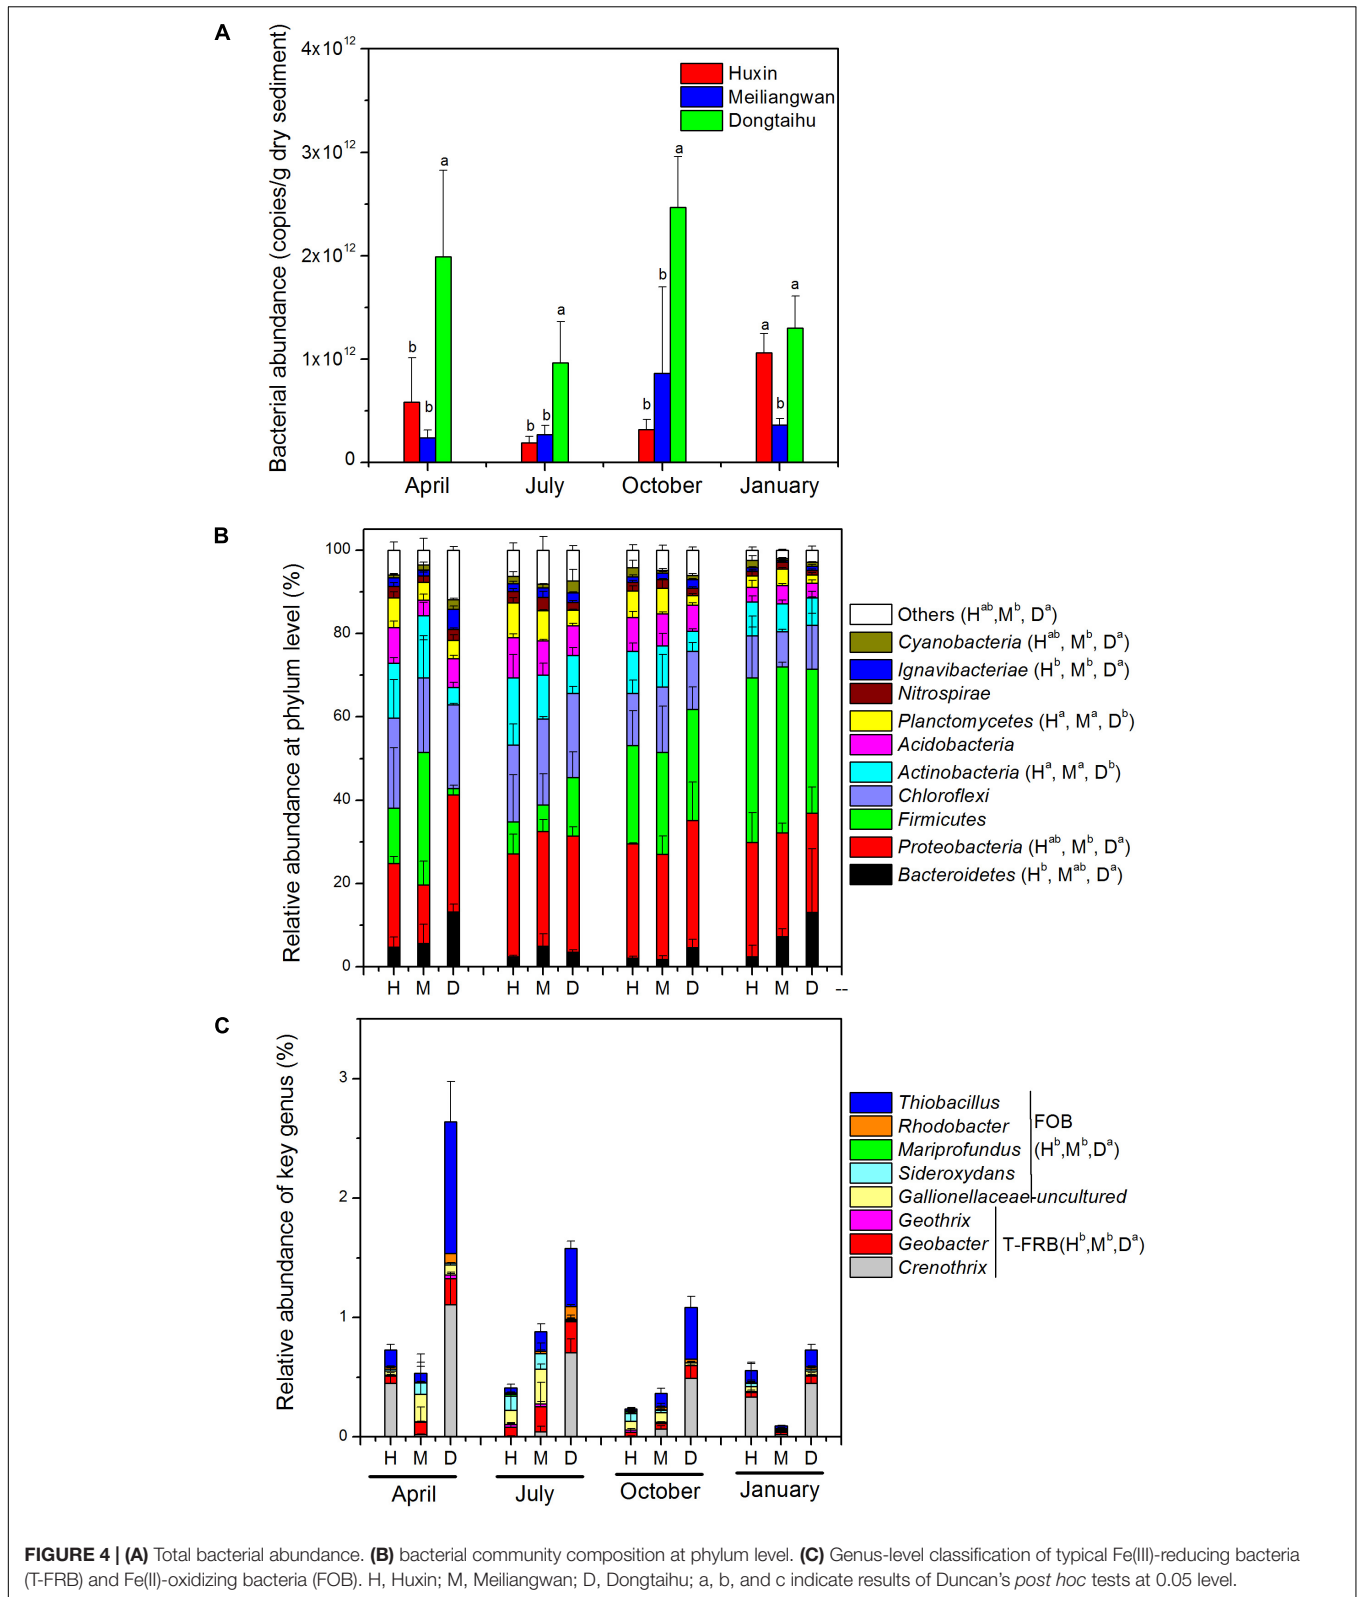 A
Bacterial abundance (copies/g dry sediment)
4x10¹²
3x10¹²
2x10¹²
1x10¹²
0
Huxin
Meiliangwan
Dongtaihu
b b a
b b a
b b a
a b a
April July October January
B
Relative abundance at phylum level (%)
100
80
60
40
20
0
H M D H M D H M D H M D --
Others (Hᵃᵇ,Mᵇ, Dᵃ)
Cyanobacteria (Hᵃᵇ, Mᵇ, Dᵃ)
Ignavibacteriae (Hᵇ, Mᵇ, Dᵃ)
Nitrospirae
Planctomycetes (Hᵃ, Mᵃ, Dᵇ)
Acidobacteria
Actinobacteria (Hᵃ, Mᵃ, Dᵇ)
Chloroflexi
Firmicutes
Proteobacteria (Hᵃᵇ, Mᵇ, Dᵃ)
Bacteroidetes (Hᵇ, Mᵃᵇ, Dᵃ)
C
Relative abundance of key genus (%)
3
2
1
0
H M D H M D H M D H M D
April July October January
Thiobacillus
Rhodobacter
Mariprofundus
Sideroxydans
Gallionellaceae-uncultured
FOB
(Hᵇ,Mᵇ,Dᵃ)
Geothrix
Geobacter
Crenothrix
T-FRB(Hᵇ,Mᵇ,Dᵃ)
FIGURE 4 | (A) Total bacterial abundance. (B) bacterial community composition at phylum level. (C) Genus-level classification of typical Fe(III)-reducing bacteria
(T-FRB) and Fe(II)-oxidizing bacteria (FOB). H, Huxin; M, Meiliangwan; D, Dongtaihu; a, b, and c indicate results of Duncan's post hoc tests at 0.05 level.